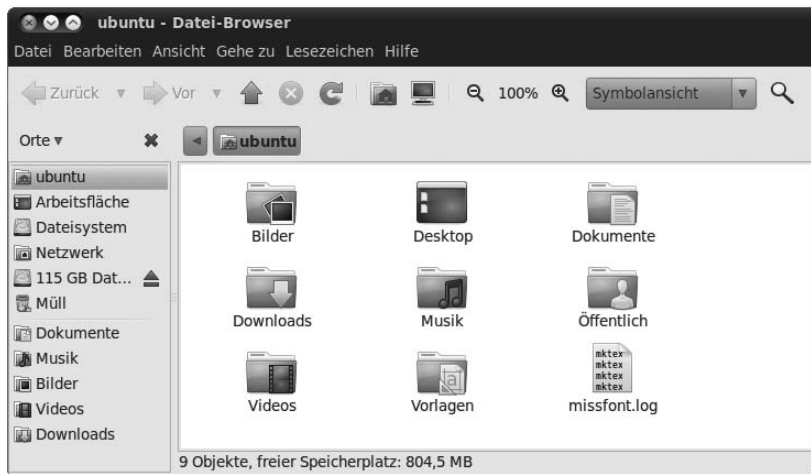 ubuntu - Datei-Browser
Datei Bearbeiten Ansicht Gehe zu Lesezeichen Hilfe
Zurück Vor 100% Symbolansicht
Orte
ubuntu
ubuntu
Arbeitsfläche
Dateisystem
Netzwerk
115 GB Dat...
Müll
Dokumente
Musik
Bilder
Videos
Downloads
Bilder Desktop Dokumente
Downloads Musik Öffentlich
mktex
mktex
mktex
mktex
Videos Vorlagen missfont.log
9 Objekte, freier Speicherplatz: 804,5 MB